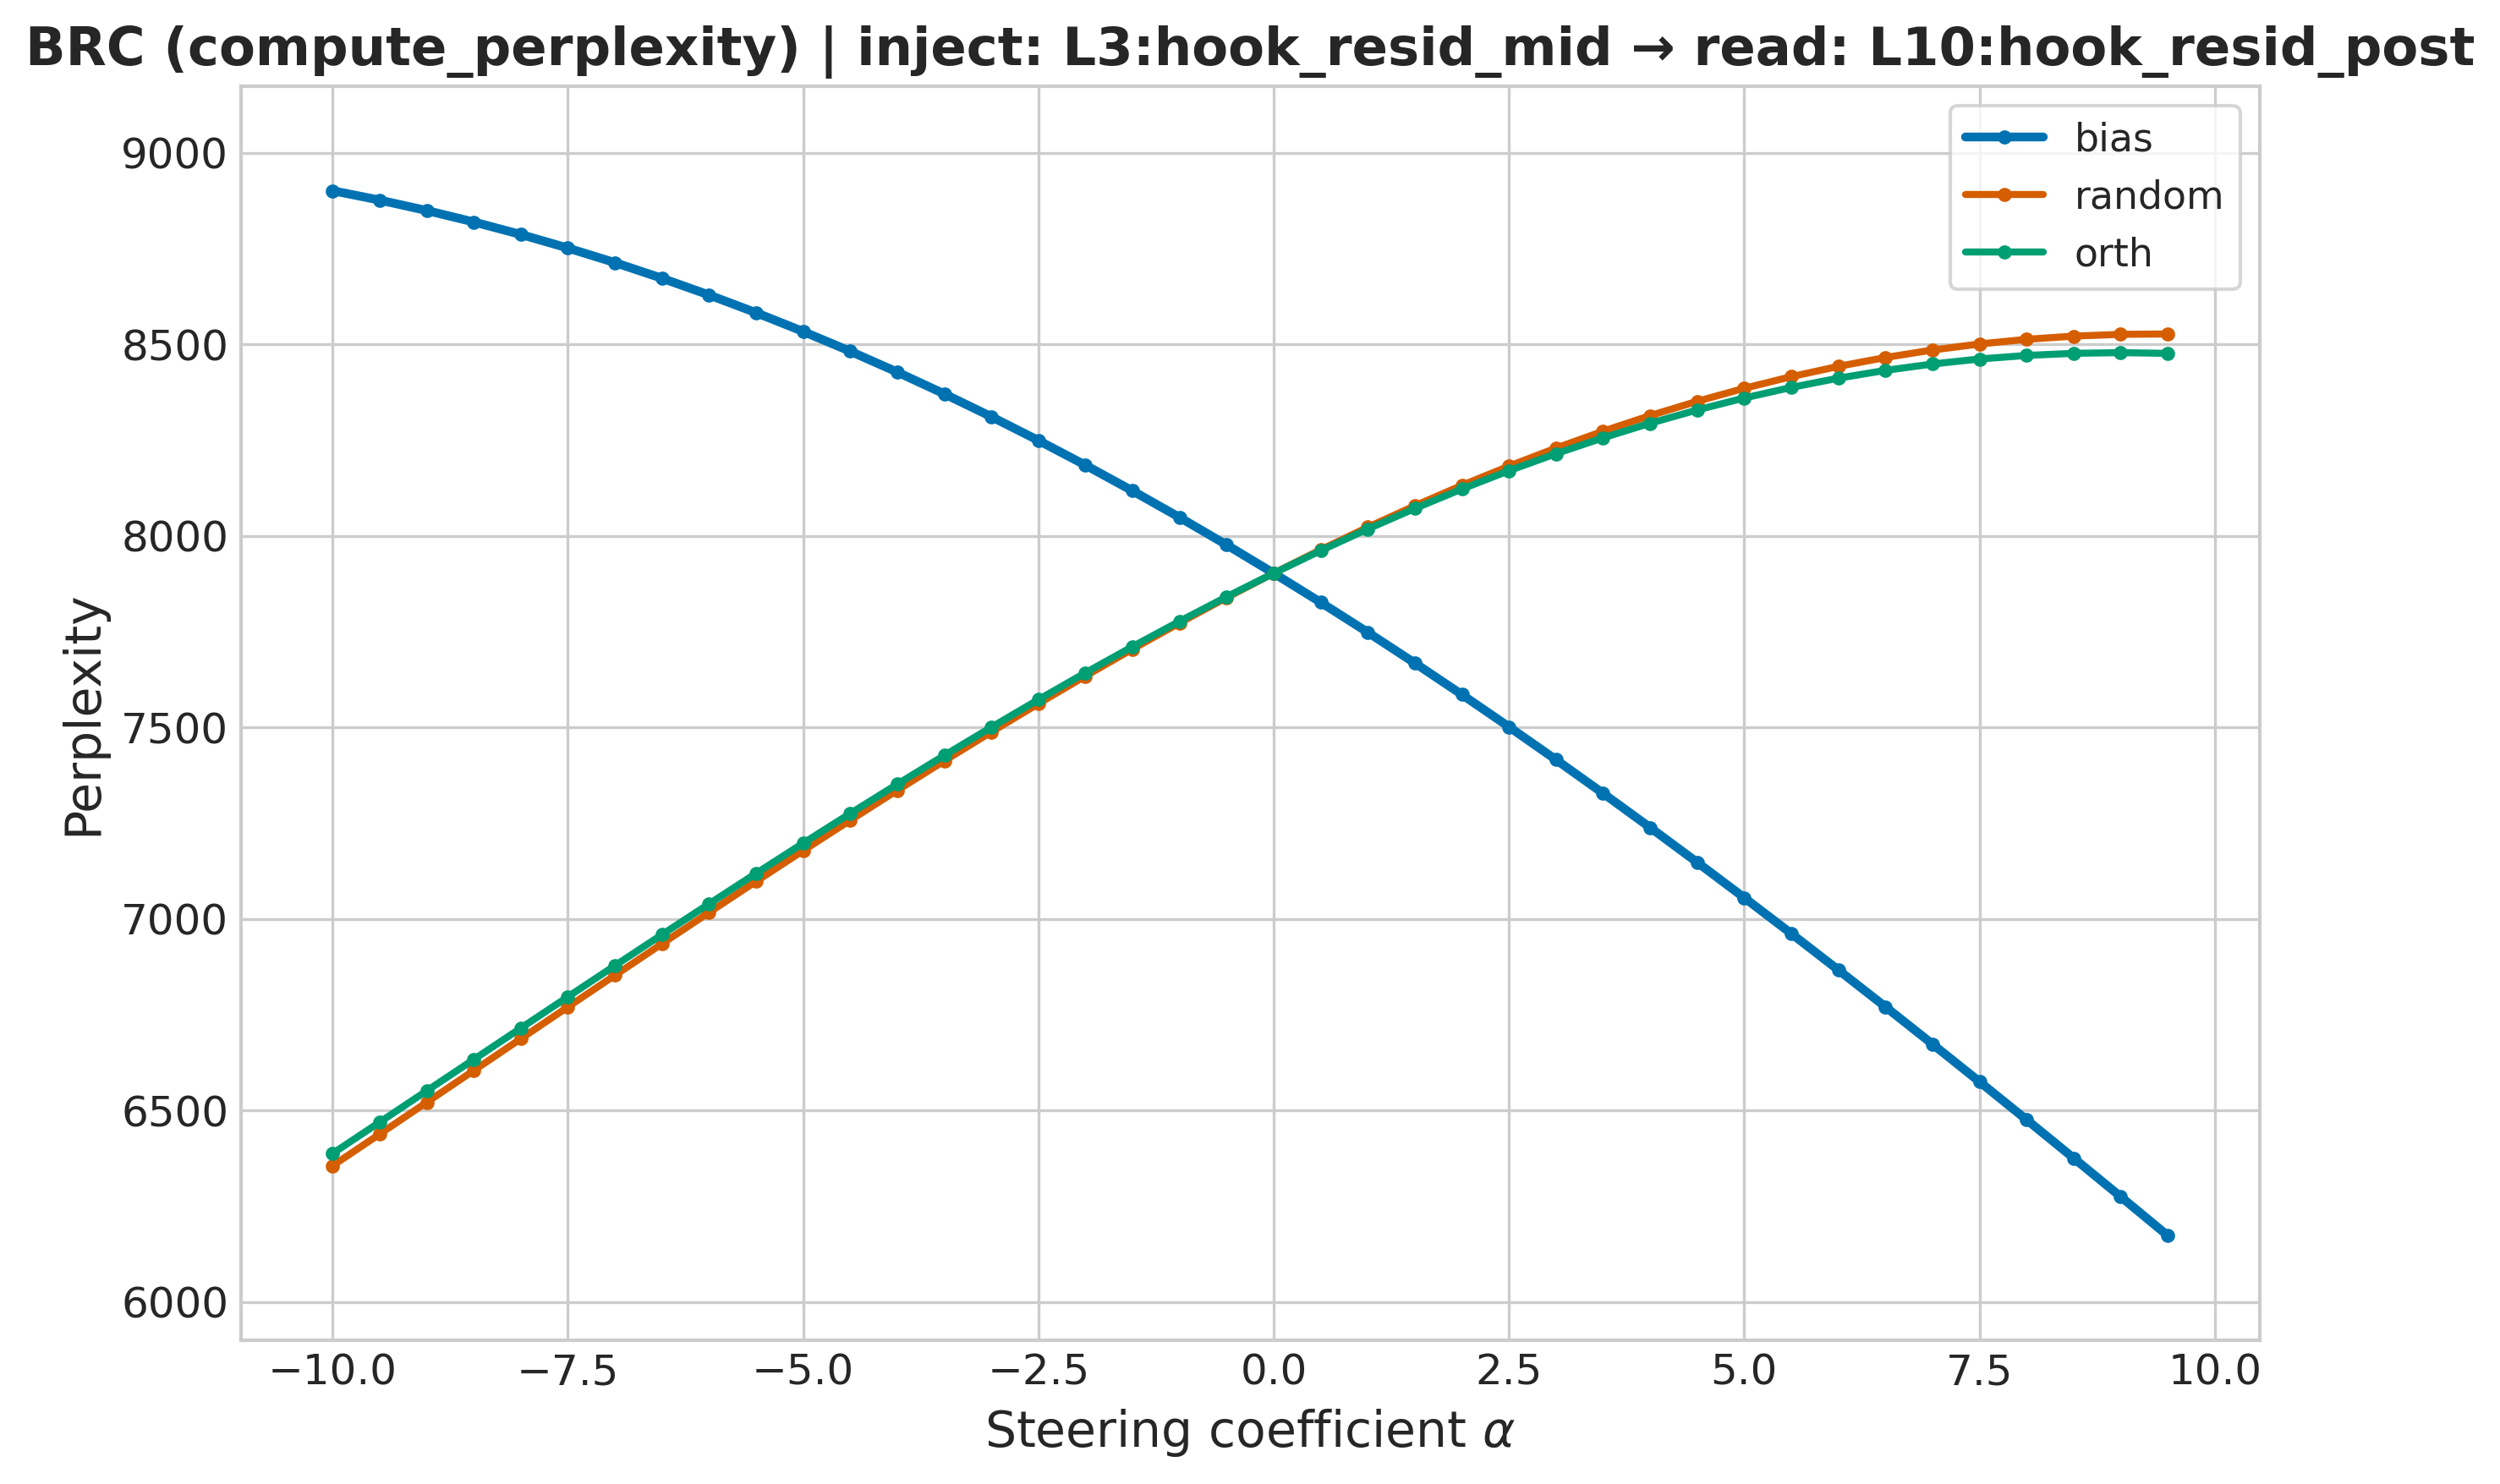 BRC (compute_perplexity) | inject: L3:hook_resid_mid → read: L10:hook_resid_post
bias
random
orth
9000
8500
8000
7500
7000
6500
6000
Perplexity
−10.0 −7.5 −5.0 −2.5 0.0 2.5 5.0 7.5 10.0
Steering coefficient α